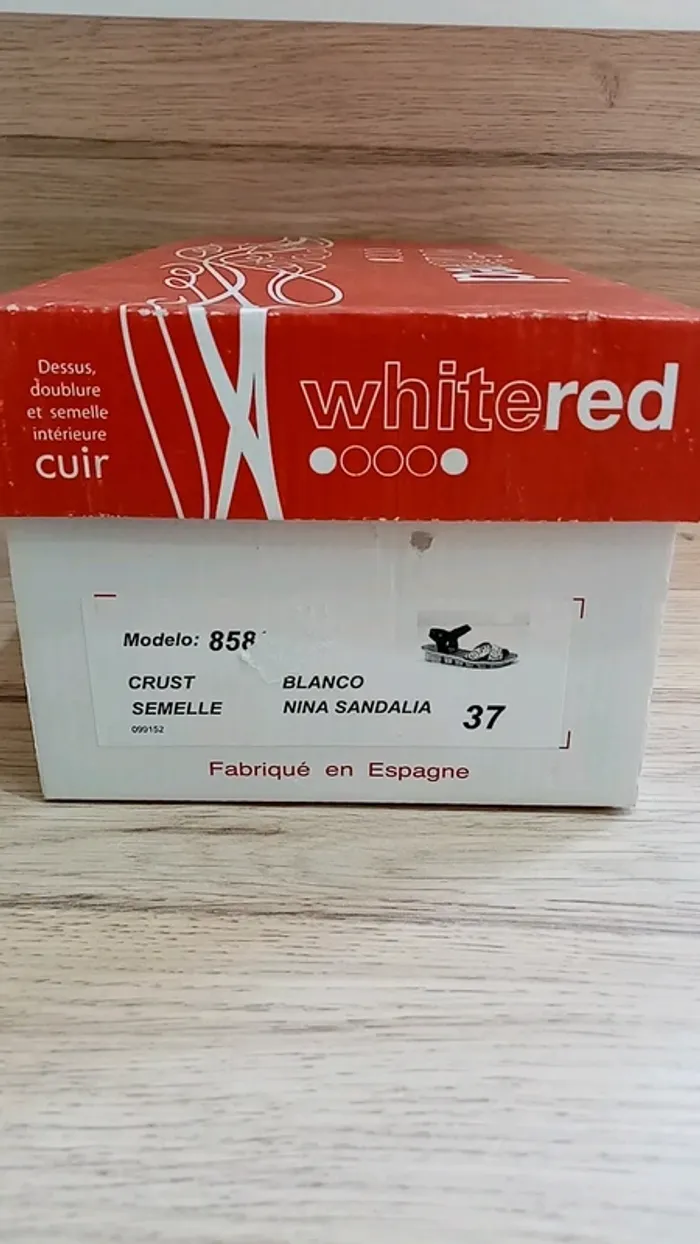 Dessus,
doublure
et semelle
intérieure
cuir
whitered
Modelo: 858
CRUST BLANCO
SEMELLE NINA SANDALIA 37
099152
Fabriqué en Espagne